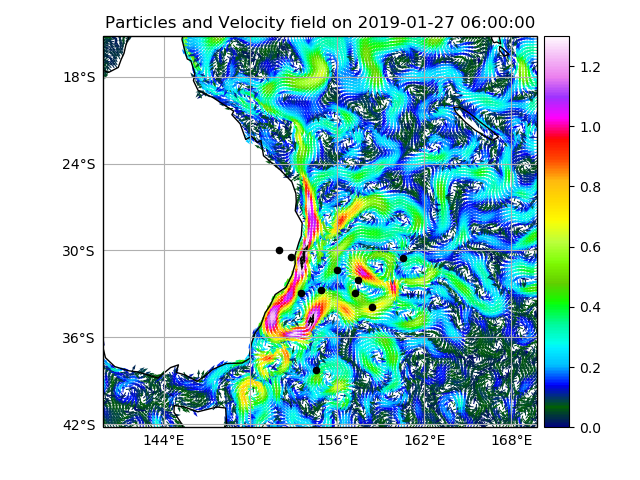 Particles and Velocity field on 2019-01-27 06:00:00
18°S
24°S
30°S
36°S
42°S
144°E 150°E 156°E 162°E 168°E
1.2
1.0
0.8
0.6
0.4
0.2
0.0